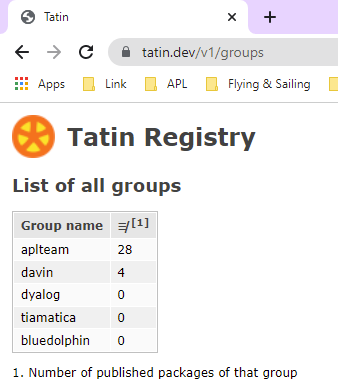 Tatin
tatin.dev/v1/groups
Apps Link APL Flying & Sailing
Tatin Registry
List of all groups
Group name ≢ [1]
aplteam 28
davin 4
dyalog 0
tiamatica 0
bluedolphin 0
1. Number of published packages of that group